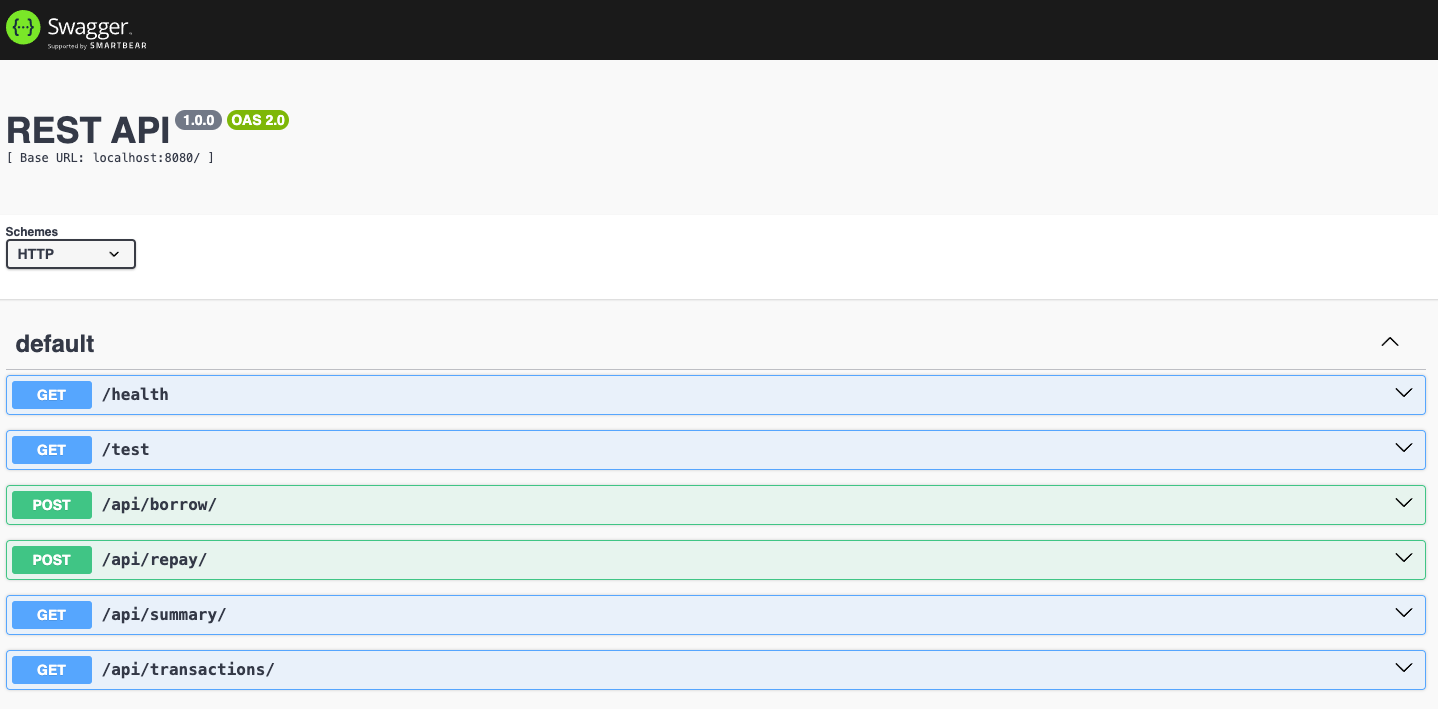 {···} Swagger™
Supported by SMARTBEAR
REST API 1.0.0 OAS 2.0
[ Base URL: localhost:8080/ ]
Schemes
HTTP
default
GET /health
GET /test
POST /api/borrow/
POST /api/repay/
GET /api/summary/
GET /api/transactions/